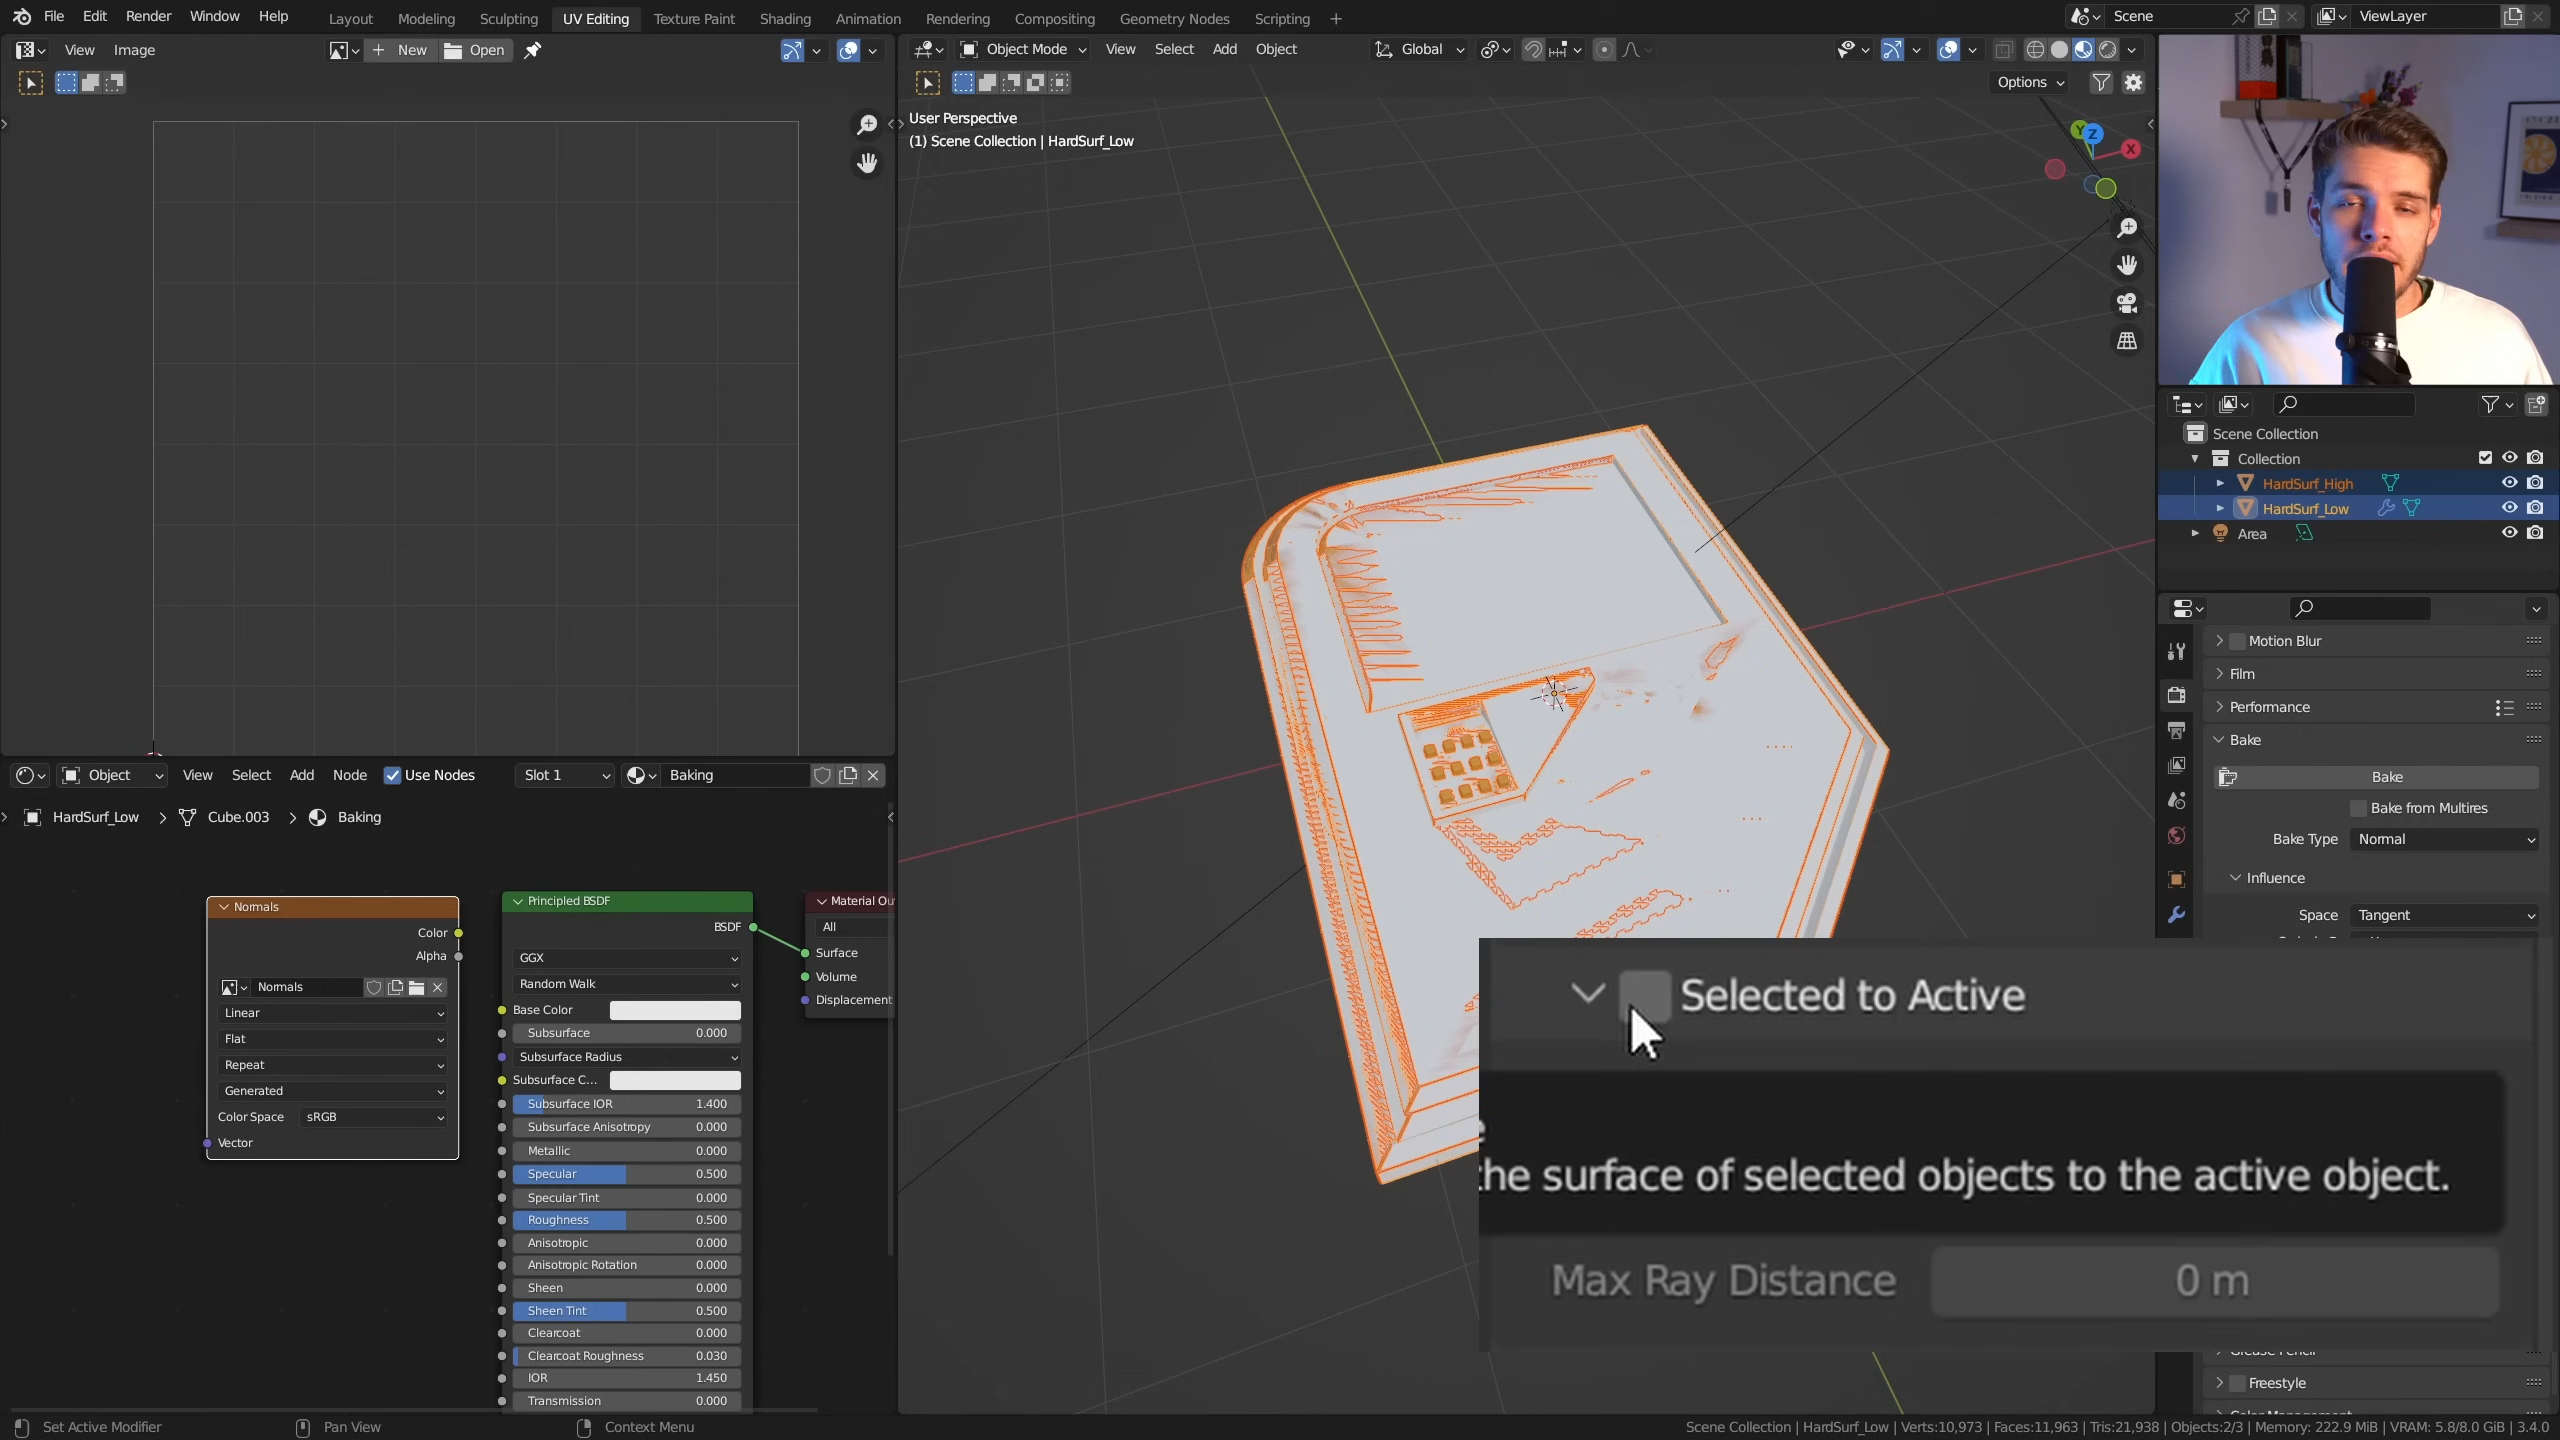 File Edit Render Window Help
Layout Modeling Sculpting UV Editing Texture Paint Shading Animation Rendering Compositing Geometry Nodes Scripting +
Scene
ViewLayer
View Image
New Open
Object Mode View Select Add Object
Global
Options
User Perspective
(1) Scene Collection | HardSurf_Low
Y Z X
Scene Collection
Collection
HardSurf_High
HardSurf_Low
Area
Motion Blur
Film
Performance
Bake
Bake
Bake from Multires
Bake Type Normal
Influence
Space Tangent
Selected to Active
the surface of selected objects to the active object.
Max Ray Distance 0 m
Grease Pencil
Freestyle
Color Management
Object View Select Add Node Use Nodes Slot 1 Baking
HardSurf_Low > Cube.003 > Baking
Normals
Color
Alpha
Normals
Linear
Flat
Repeat
Generated
Color Space sRGB
Vector
Principled BSDF
BSDF
GGX
Random Walk
Base Color
Subsurface 0.000
Subsurface Radius
Subsurface C...
Subsurface IOR 1.400
Subsurface Anisotropy 0.000
Metallic 0.000
Specular 0.500
Specular Tint 0.000
Roughness 0.500
Anisotropic 0.000
Anisotropic Rotation 0.000
Sheen 0.000
Sheen Tint 0.500
Clearcoat 0.000
Clearcoat Roughness 0.030
IOR 1.450
Transmission 0.000
Material Ou
All
Surface
Volume
Displacement
Set Active Modifier
Pan View
Context Menu
Scene Collection | HardSurf_Low | Verts:10,973 | Faces:11,963 | Tris:21,938 | Objects:2/3 | Memory: 222.9 MiB | VRAM: 5.8/8.0 GiB | 3.4.0